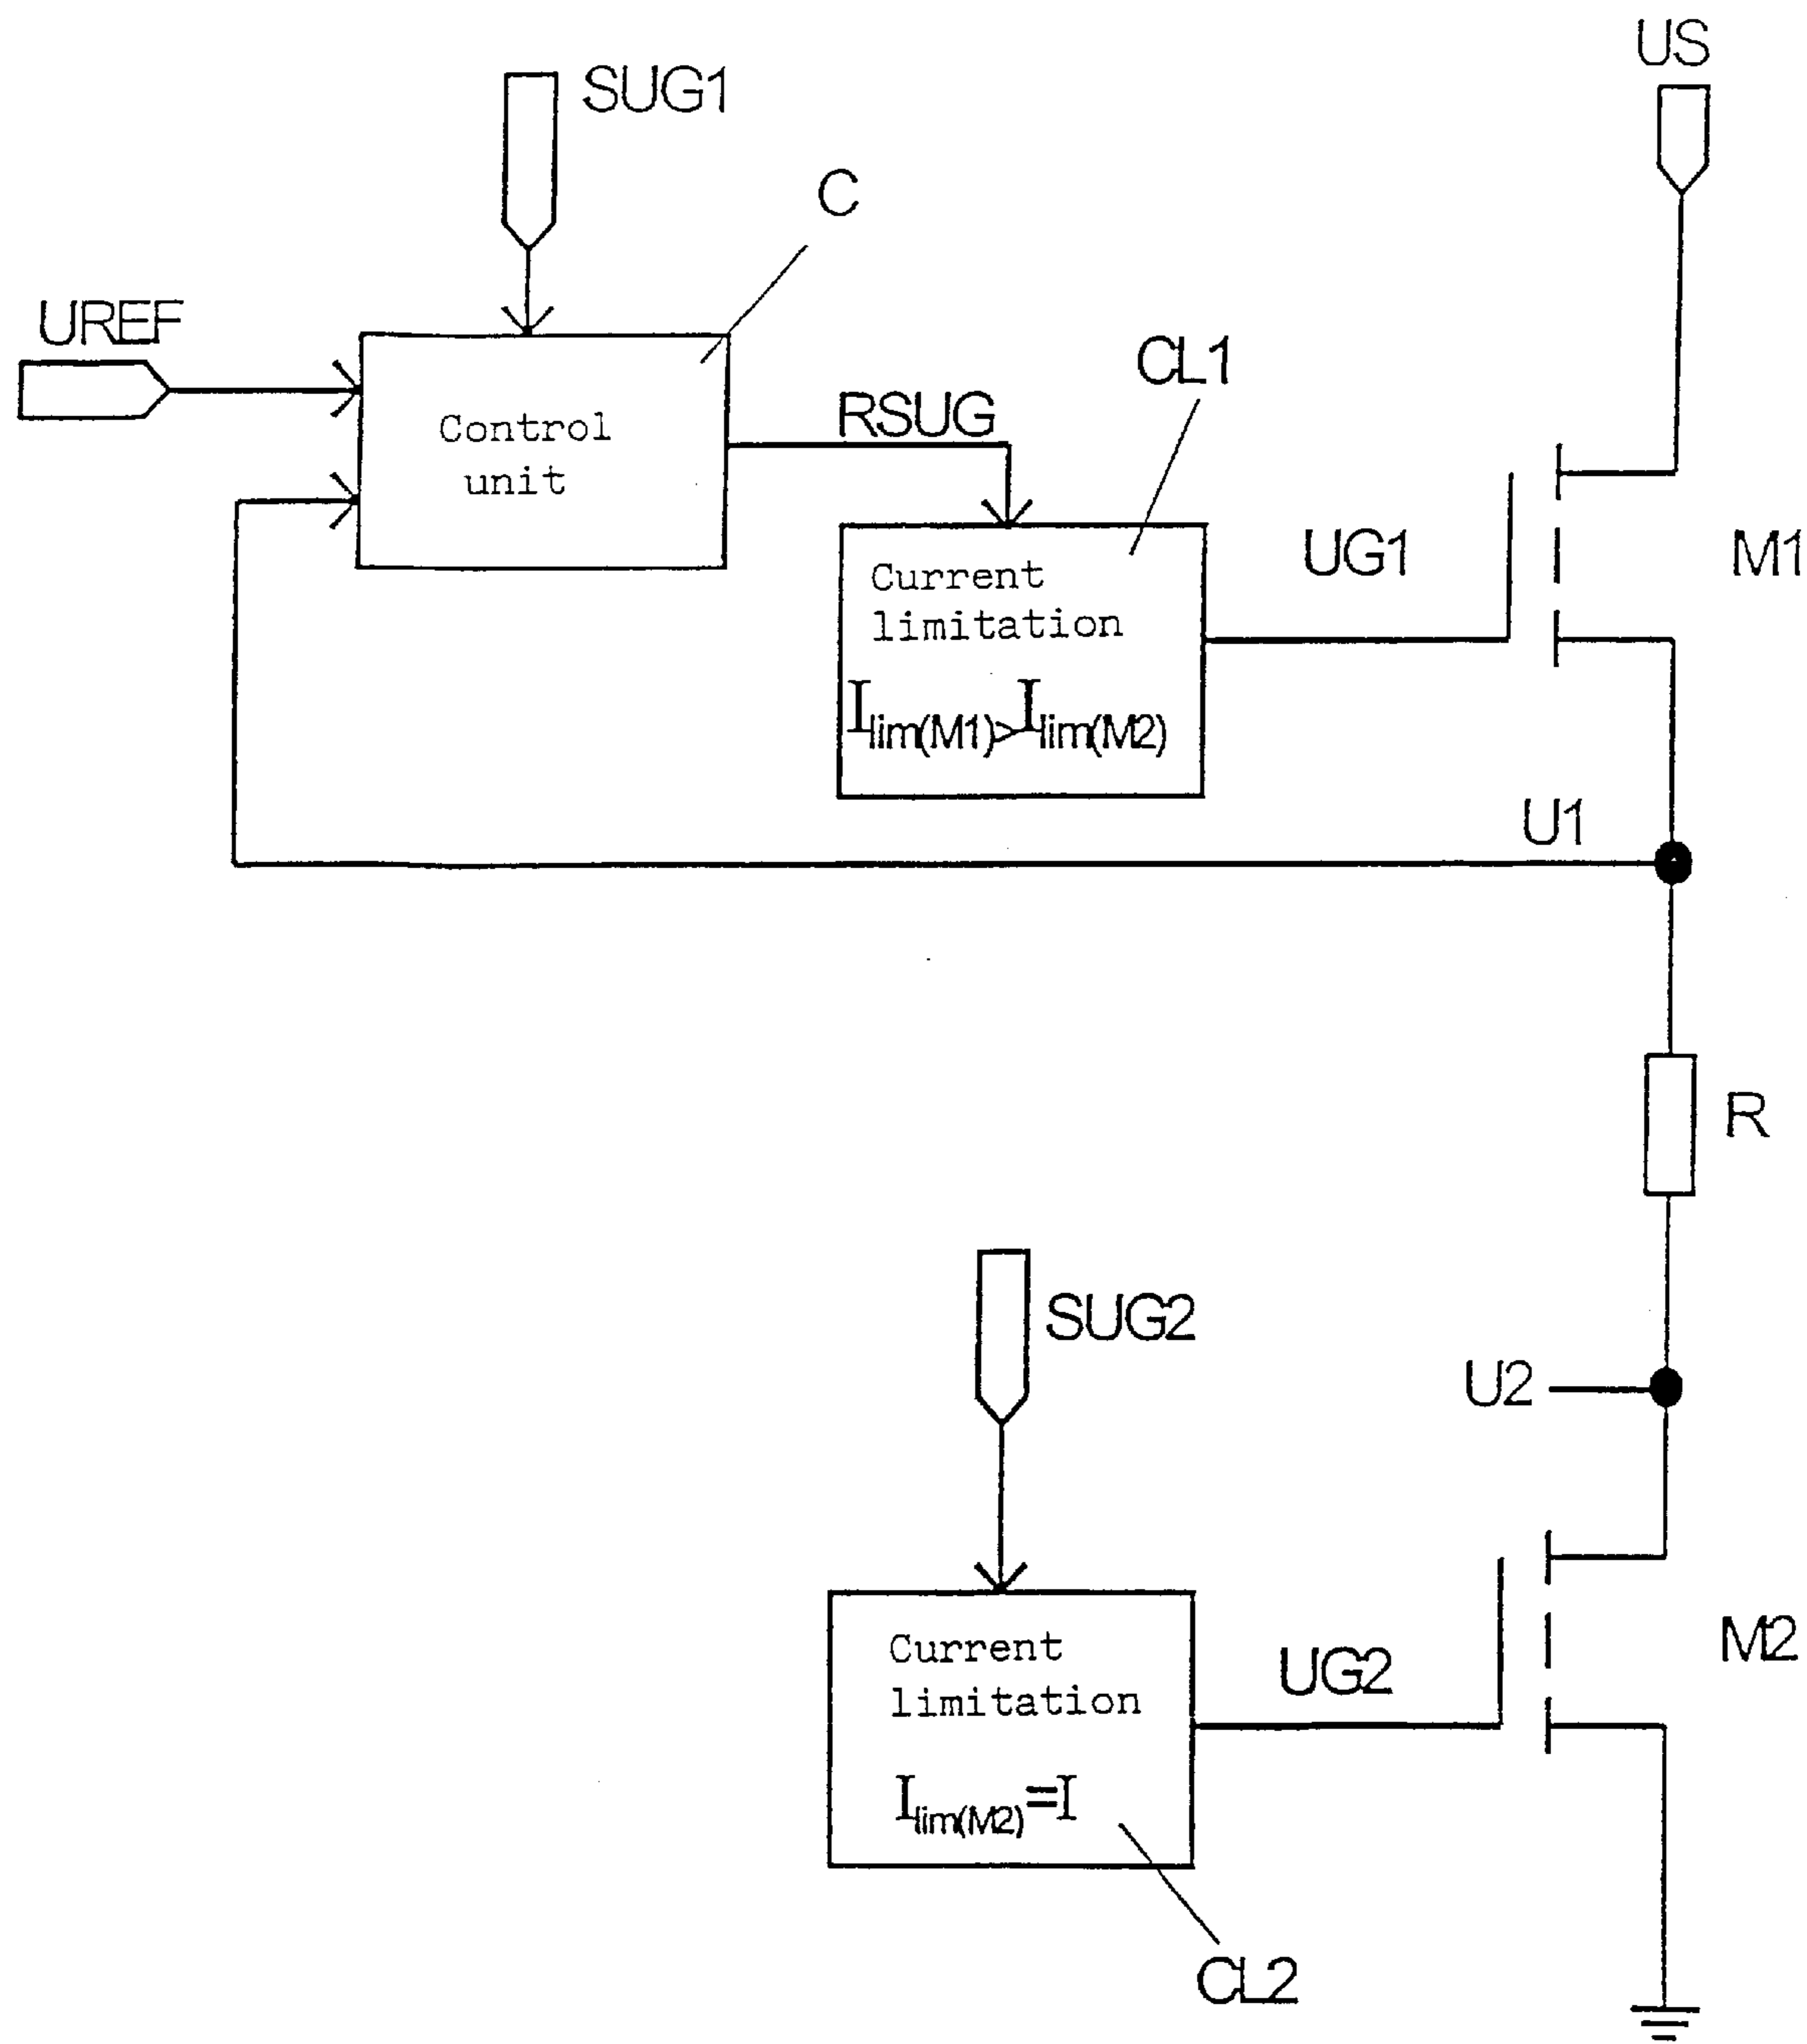 US
SUG1
C
UREF
CL1
Control
unit
RSUG
UG1
M1
Current
limitation
Ilim(M1)>Ilim(M2)
U1
R
SUG2
U2
M2
Current
limitation
UG2
Ilim(M2)=I
CL2